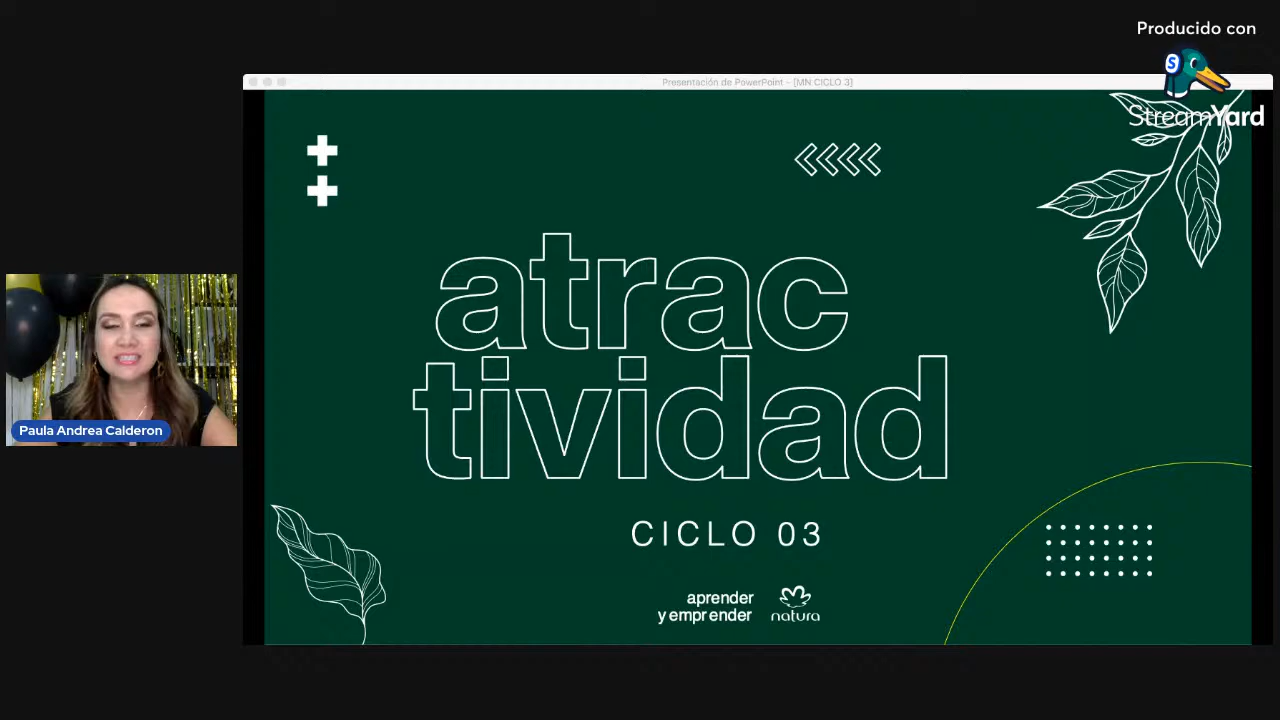 Producido con
S
StreamYard
Presentación de PowerPoint - [MN CICLO 3]
atrac
tividad
Paula Andrea Calderon
CICLO 03
aprender
y emprender
natura